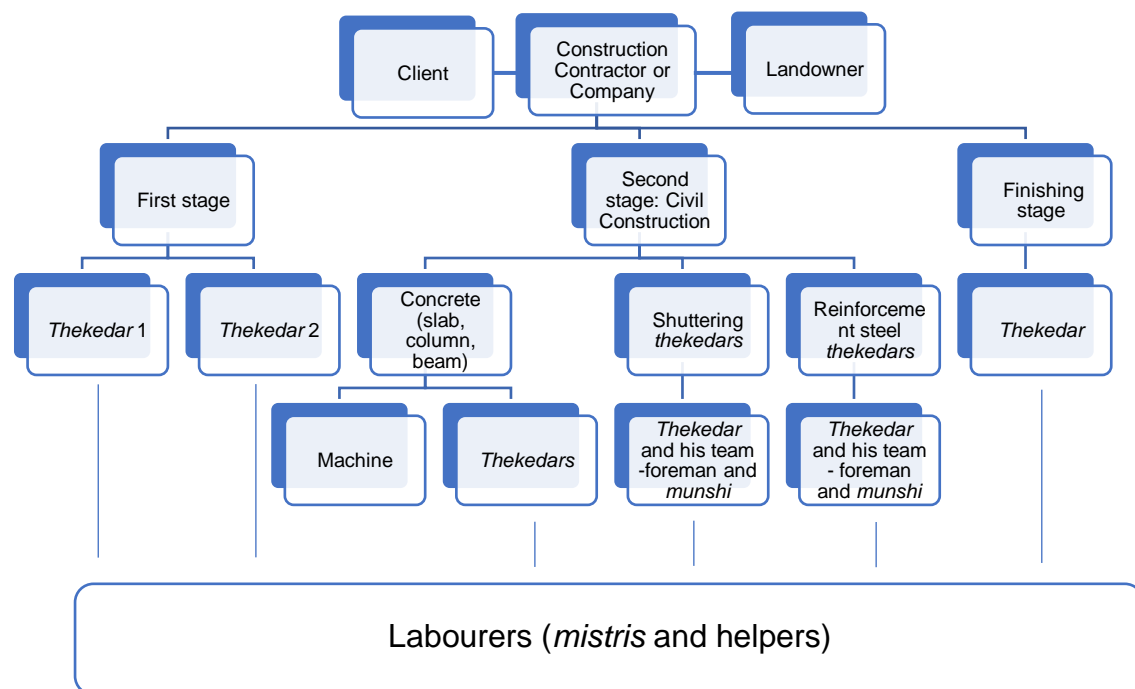 Client
Construction
Contractor or
Company
Landowner
First stage
Second
stage: Civil
Construction
Finishing
stage
Thekedar 1
Thekedar 2
Concrete
(slab,
column,
beam)
Shuttering
thekedars
Reinforceme
nt steel
thekedars
Thekedar
Machine
Thekedars
Thekedar
and his team
-foreman and
munshi
Thekedar
and his team
- foreman
and munshi
Labourers (mistris and helpers)